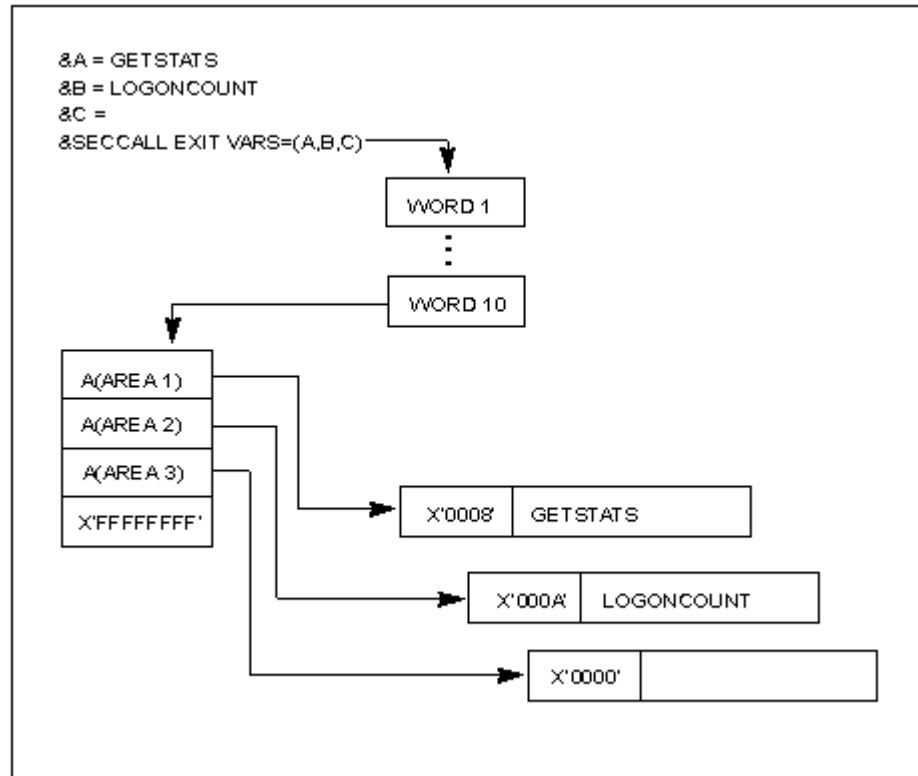 &A = GETSTATS
&B = LOGONCOUNT
&C =
&SECCALL EXIT VARS=(A,B,C)
WORD 1
WORD 10
A(AREA 1)
A(AREA 2)
A(AREA 3)
X'FFFFFFFF'
X'0008' GETSTATS
X'000A' LOGONCOUNT
X'0000'